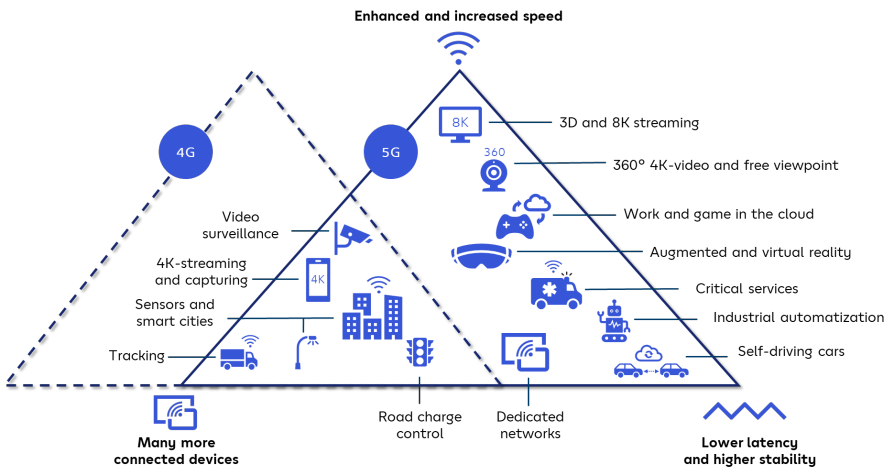 Enhanced and increased speed
8K
3D and 8K streaming
4G
5G
360
360° 4K-video and free viewpoint
Work and game in the cloud
Video
surveillance
Augmented and virtual reality
4K-streaming
and capturing
4K
Critical services
Sensors and
smart cities
Industrial automatization
Tracking
Self-driving cars
Road charge
control
Dedicated
networks
Many more
connected devices
Lower latency
and higher stability